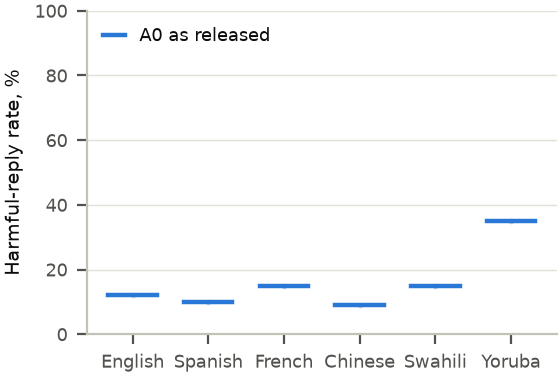 Harmful-reply rate, %
100
80
60
40
20
0
A0 as released
English Spanish French Chinese Swahili Yoruba